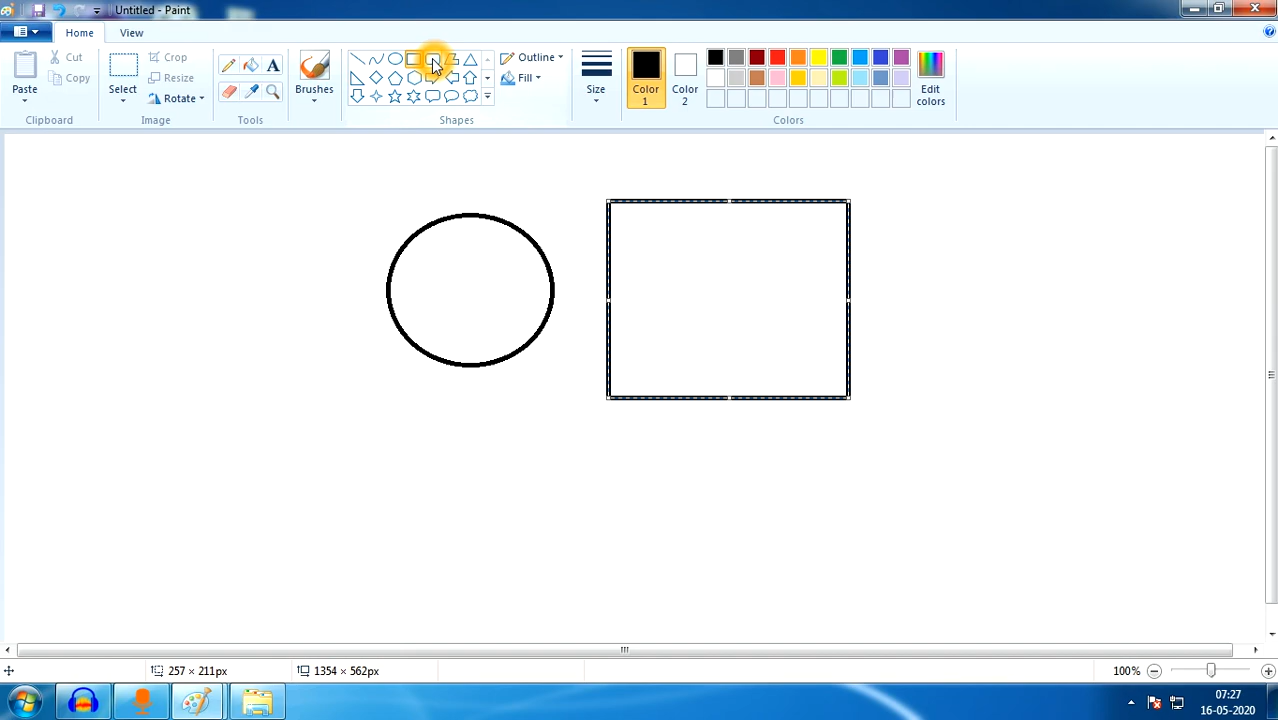 Untitled - Paint
Home View
Paste
Cut
Copy
Clipboard
Select
Crop
Resize
Rotate
Image
Tools
Brushes
Shapes
Outline
Fill
Size
Color
1
Color
2
Edit
colors
Colors
257 × 211px
1354 × 562px
100%
07:27
16-05-2020